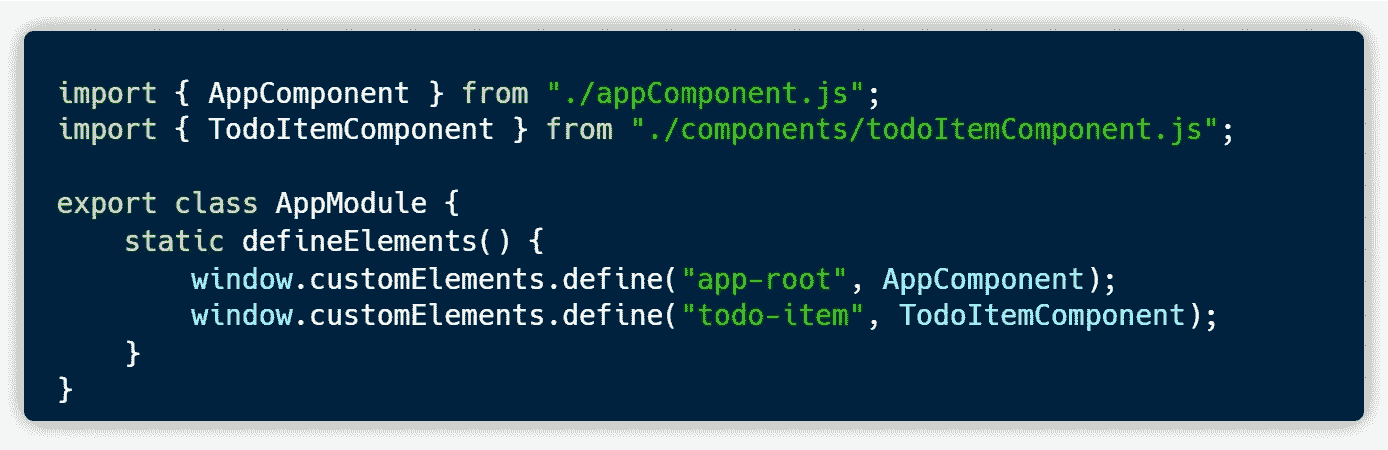 import { AppComponent } from "./appComponent.js";
import { TodoItemComponent } from "./components/todoItemComponent.js";

export class AppModule {
    static defineElements() {
        window.customElements.define("app-root", AppComponent);
        window.customElements.define("todo-item", TodoItemComponent);
    }
}